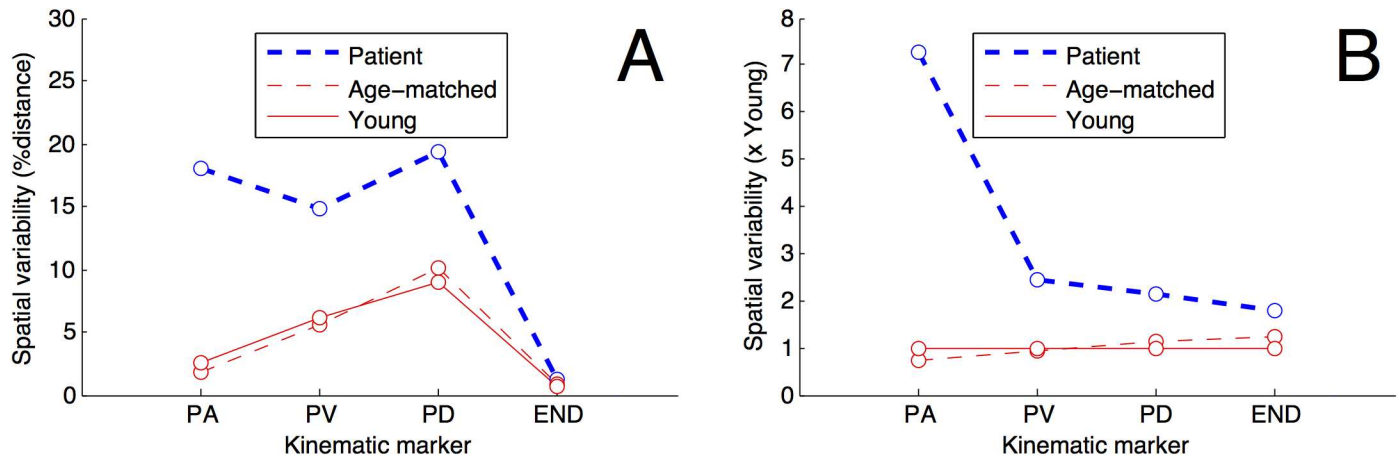 A
Spatial variability (%distance)
30
25
20
15
10
5
0
Patient
Age−matched
Young
PA PV PD END
Kinematic marker
B
Spatial variability (x Young)
8
7
6
5
4
3
2
1
0
Patient
Age−matched
Young
PA PV PD END
Kinematic marker